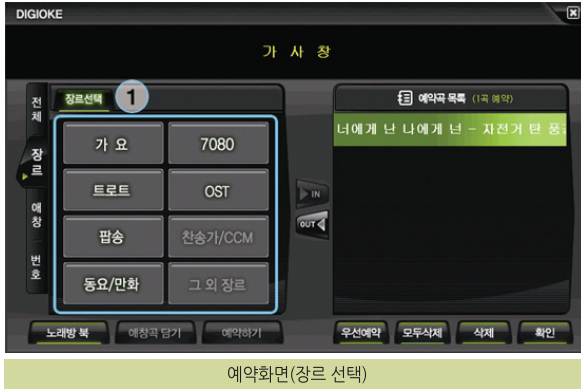 DIGIOKE
가 사 창
전체
장르
애창
번호
장르선택
1
가 요
7080
트로트
OST
팝송
찬송가/CCM
동요/만화
그 외 장르
IN
OUT
예약곡 목록 (1곡 예약)
너에게 난 나에게 넌 - 자전거 탄 풍
노래방 북
애창곡 담기
예약하기
우선예약
모두삭제
삭제
확인
예약화면(장르 선택)